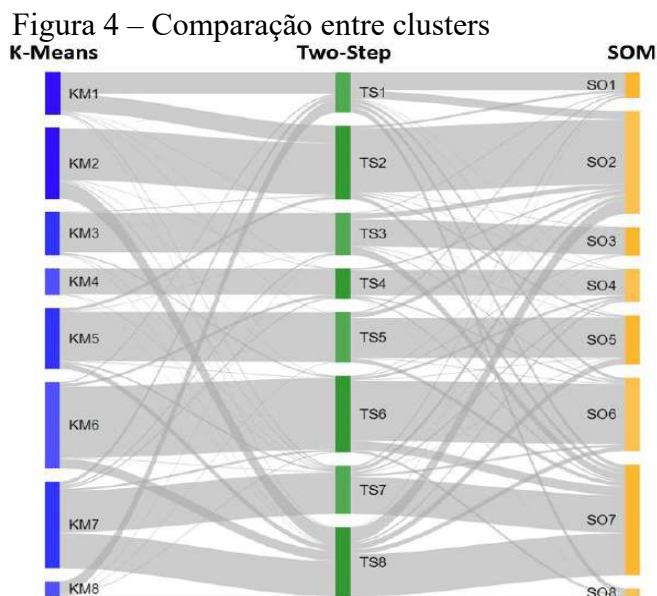 Figura 4 – Comparação entre clusters
K-Means Two-Step SOM
KM1 TS1 SO1
KM2 TS2 SO2
KM3 TS3 SO3
KM4 TS4 SO4
KM5 TS5 SO5
KM6 TS6 SO6
KM7 TS7 SO7
KM8 TS8 SO8